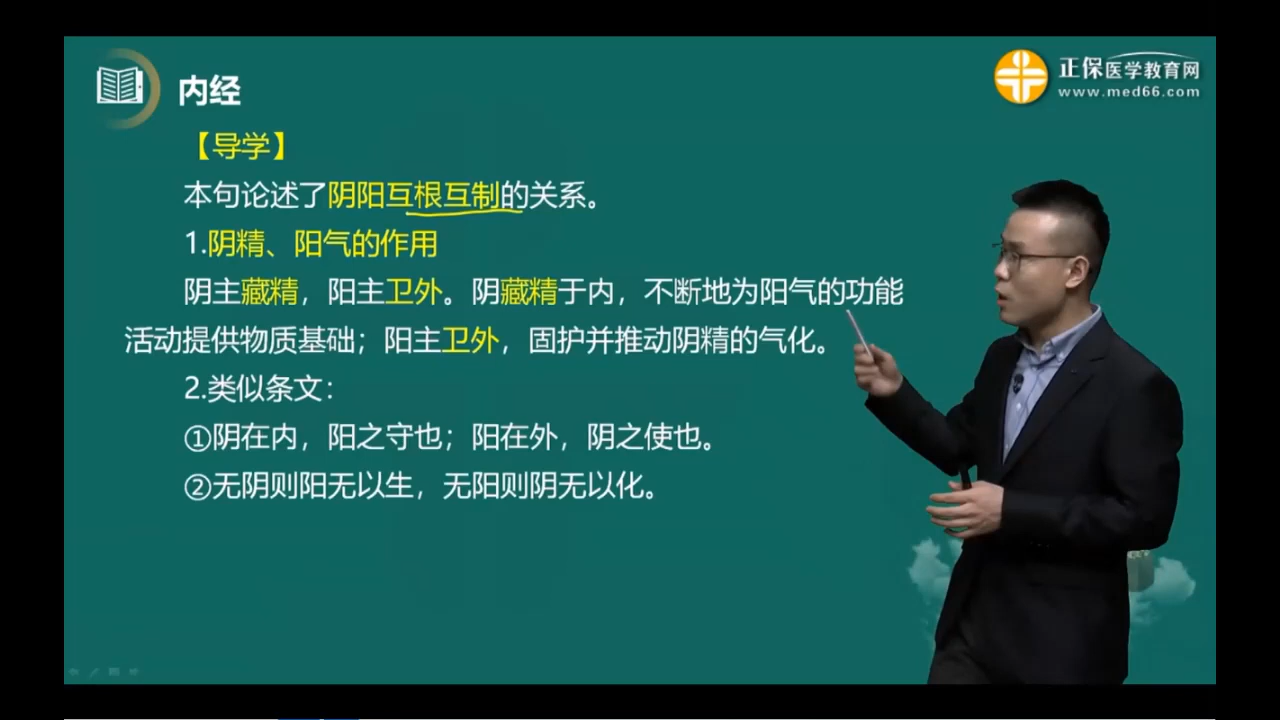 内经
正保医学教育网
www.med66.com
【导学】
本句论述了阴阳互根互制的关系。
1.阴精、阳气的作用
阴主藏精，阳主卫外。阴藏精于内，不断地为阳气的功能
活动提供物质基础；阳主卫外，固护并推动阴精的气化。
2.类似条文：
①阴在内，阳之守也；阳在外，阴之使也。
②无阴则阳无以生，无阳则阴无以化。